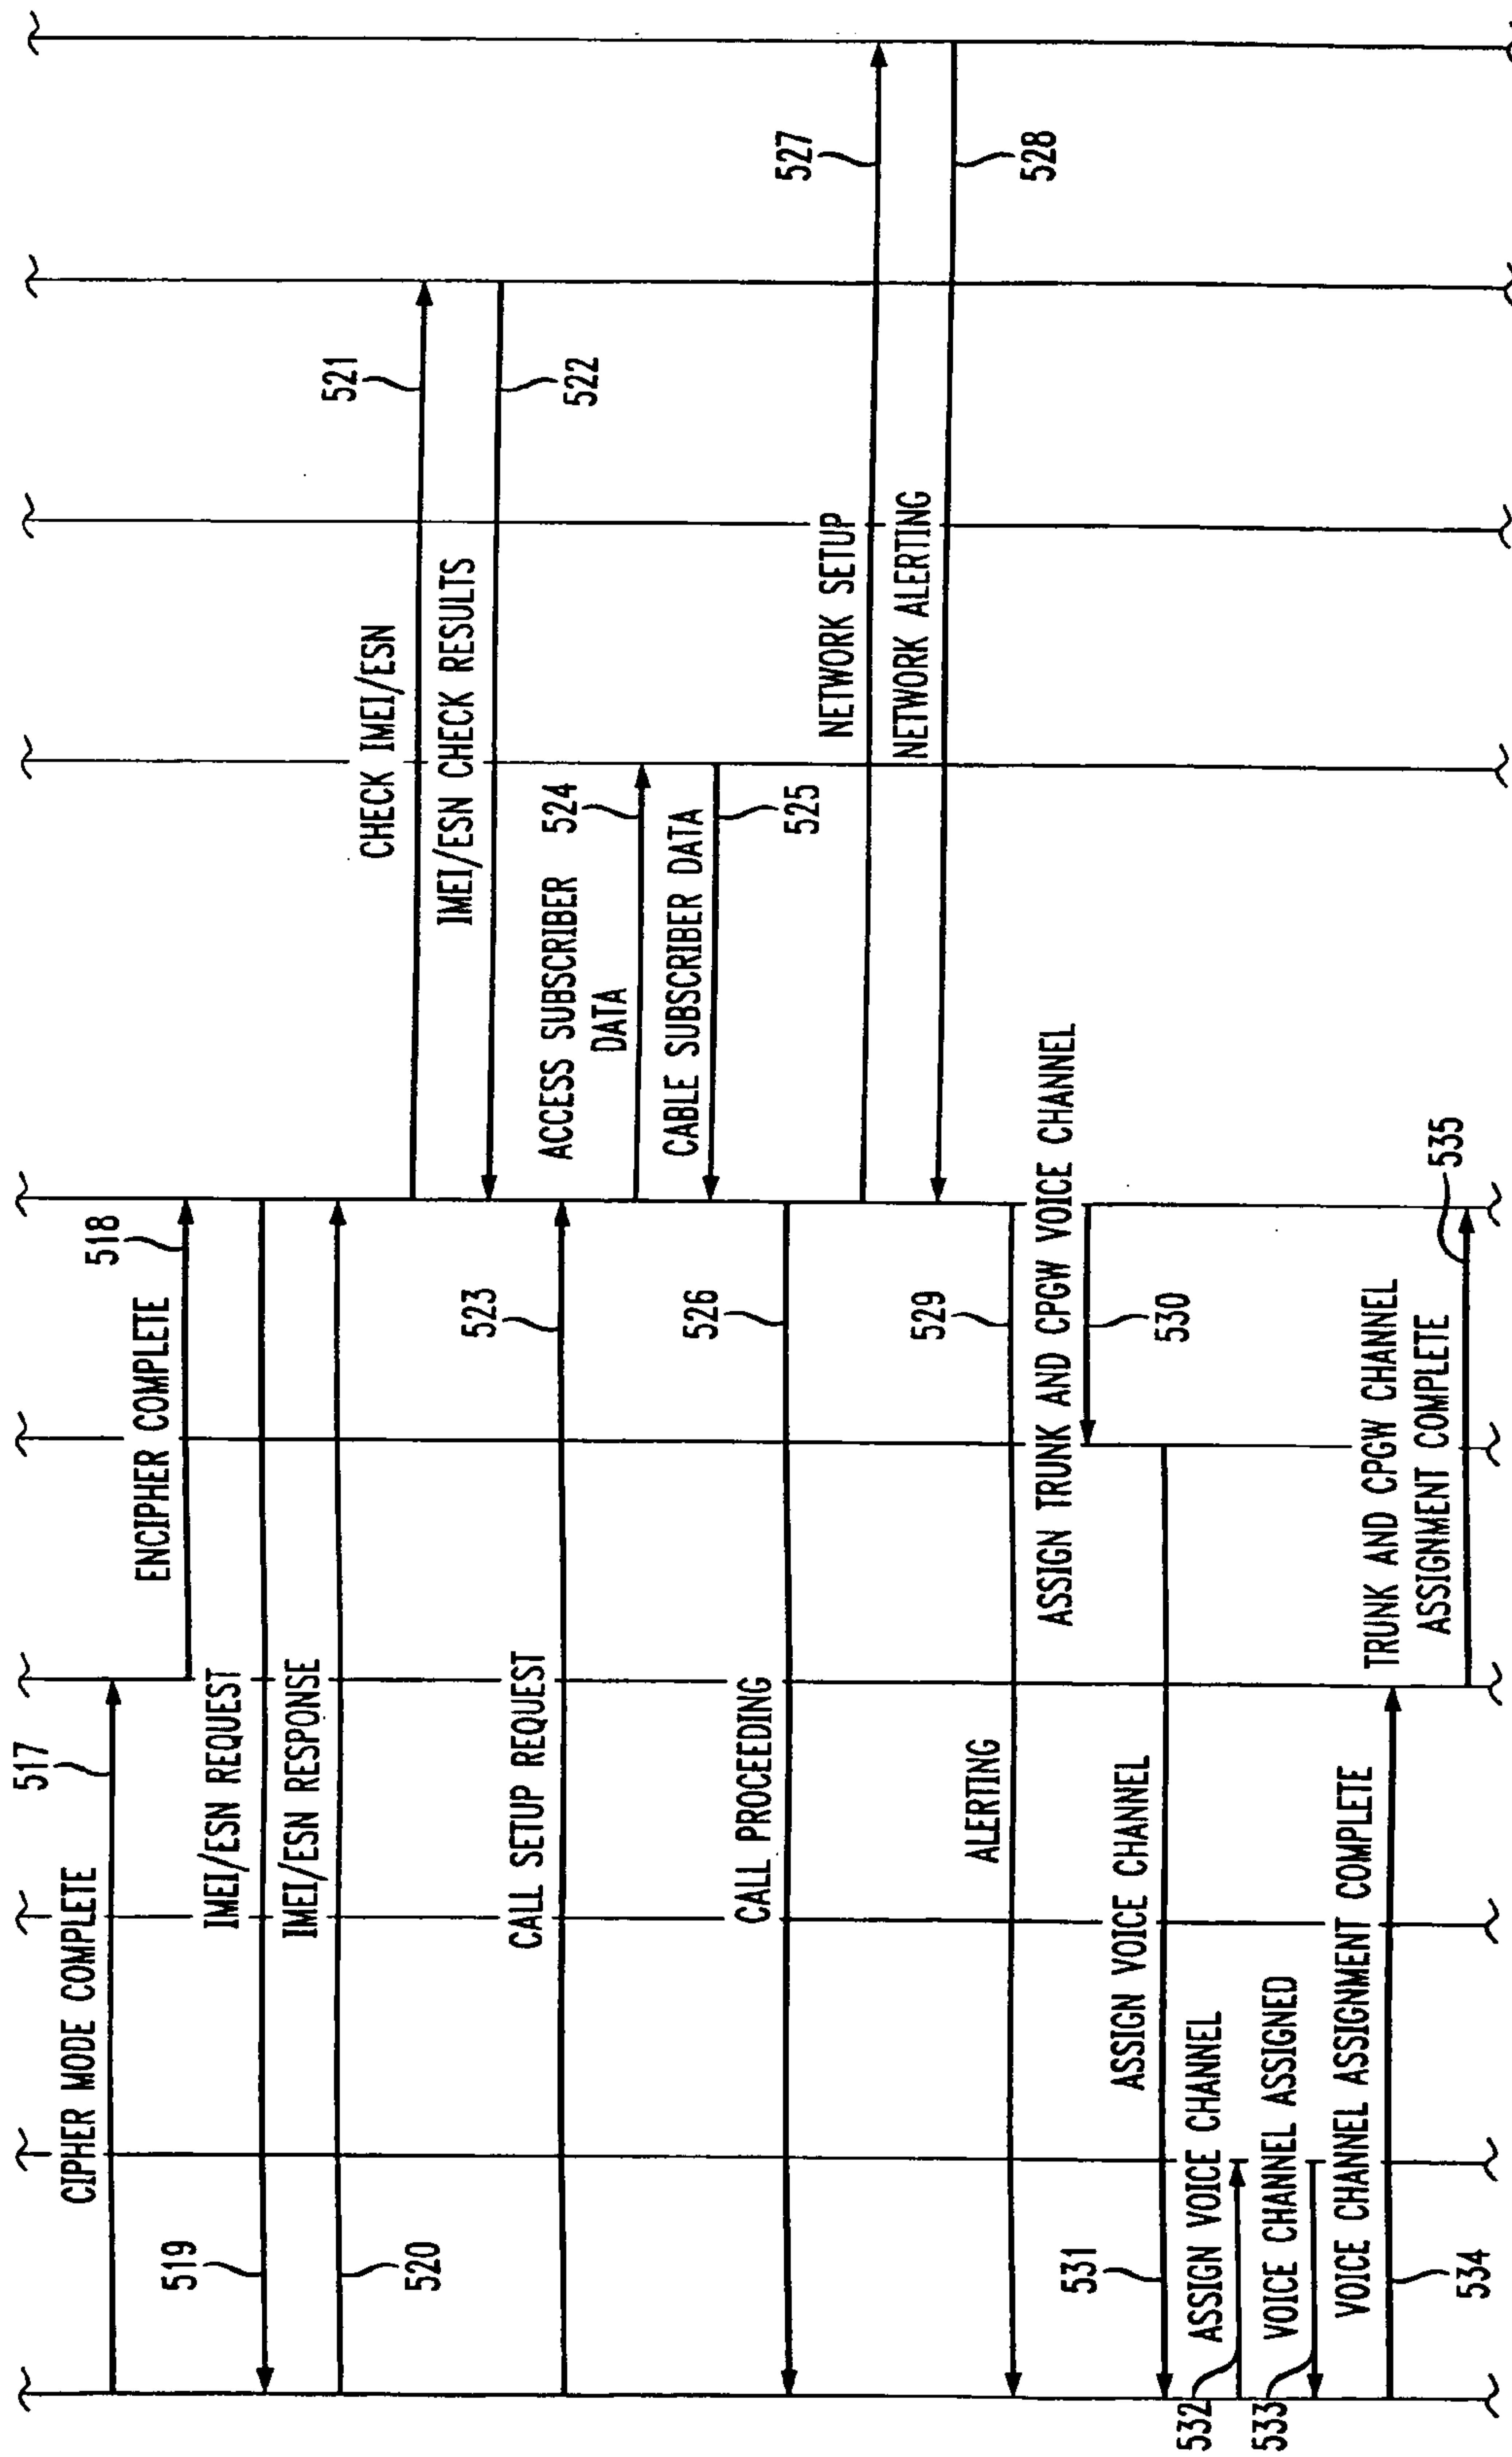 517
CIPHER MODE COMPLETE
518
ENCIPHER COMPLETE
519
IMEI/ESN REQUEST
IMEI/ESN RESPONSE
520
521
CHECK IMEI/ESN
IMEI/ESN CHECK RESULTS
522
523
CALL SETUP REQUEST
ACCESS SUBSCRIBER 524
DATA
CABLE SUBSCRIBER DATA
525
526
CALL PROCEEDING
527
NETWORK SETUP
NETWORK ALERTING
528
529
ALERTING
ASSIGN TRUNK AND CPGW VOICE CHANNEL
530
531
ASSIGN VOICE CHANNEL
532
ASSIGN VOICE CHANNEL
533
VOICE CHANNEL ASSIGNED
VOICE CHANNEL ASSIGNMENT COMPLETE
534
TRUNK AND CPGW CHANNEL
ASSIGNMENT COMPLETE
535